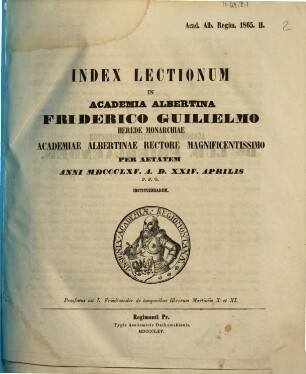 Acad. Alb. Regim. 1865. II.
2
INDEX LECTIONUM
IN
ACADEMIA ALBERTINA
FRIDERICO GUILIELMO
HEREDE MONARCHIAE
ACADEMIAE ALBERTINAE RECTORE MAGNIFICENTISSIMO
PER AETATEM
ANNI MDCCCLXV. A. D. XXIV. APRILIS
P. P. O.
INSTITUENDARUM.
Praefatus est L. Friedlaender de temporibus librorum Martialis X et XI.
Regimonti Pr.
Typis Academicis Dalkowskianis.
MDCCCLXV.